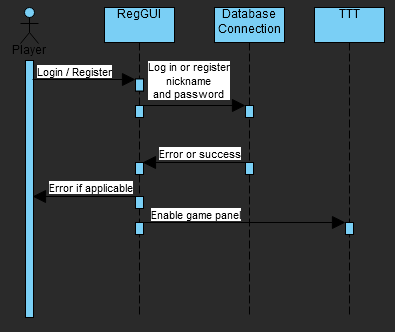 RegGUI
Database
Connection
TTT
Player
Login / Register
Log in or register
nickname
and password
Error or success
Error if applicable
Enable game panel